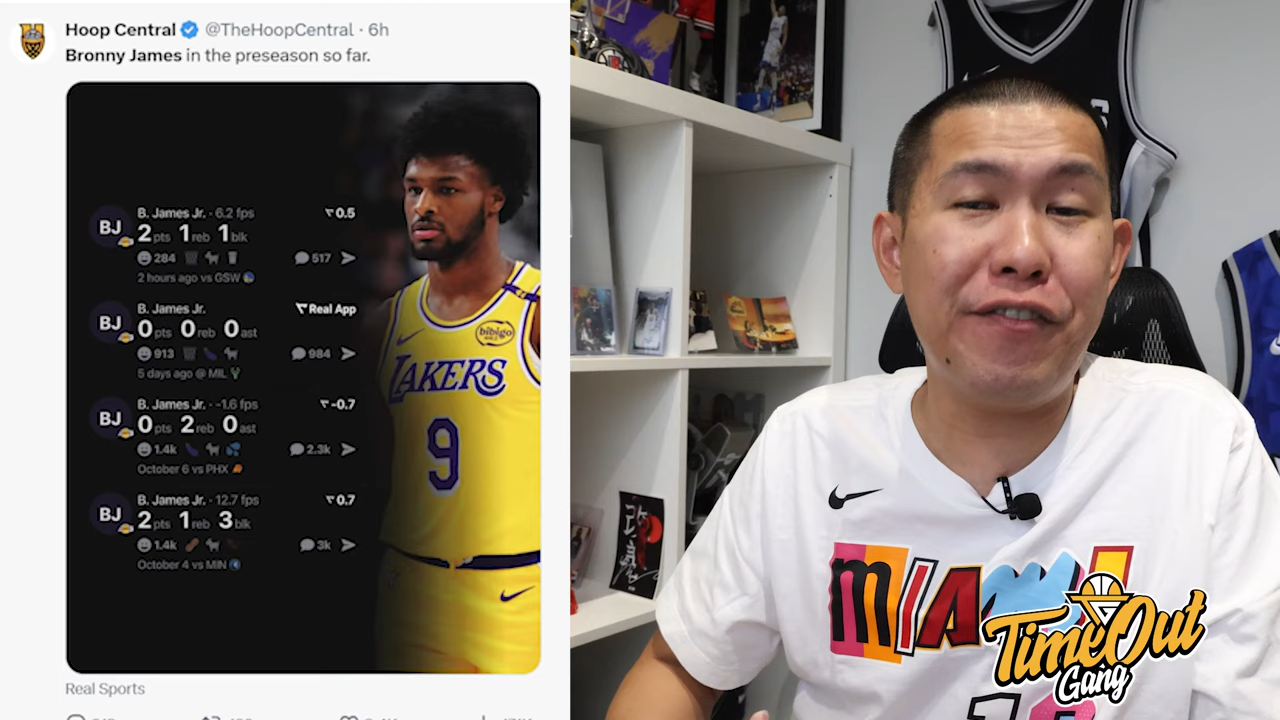 Hoop Central @TheHoopCentral · 6h
Bronny James in the preseason so far.
BJ
B. James Jr. · 6.2 fps
0.5
2 pts 1 reb 1 blk
284
517
2 hours ago vs GSW
BJ
B. James Jr.
Real App
0 pts 0 reb 0 ast
913
984
5 days ago @ MIL
BJ
B. James Jr. · -1.6 fps
-0.7
0 pts 2 reb 0 ast
1.4k
2.3k
October 6 vs PHX
BJ
B. James Jr. · 12.7 fps
0.7
2 pts 1 reb 3 blk
1.4k
3k
October 4 vs MIN
bibigo
LAKERS
9
Real Sports
MIAMI
TimeOut
Gang